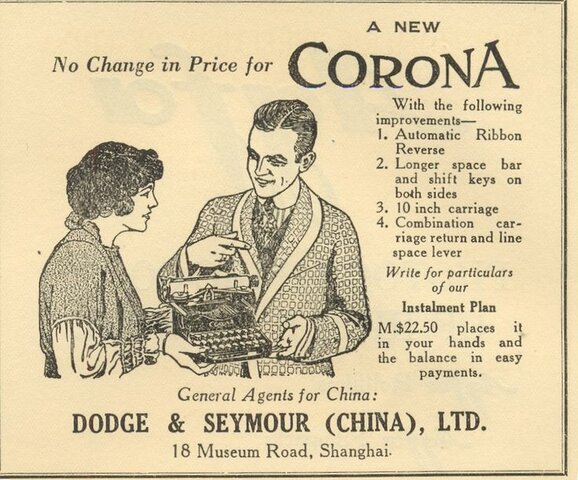 A NEW
No Change in Price for CORONA
With the following
improvements—
1. Automatic Ribbon
Reverse
2. Longer space bar
and shift keys on
both sides
3. 10 inch carriage
4. Combination car-
riage return and line
space lever
Write for particulars
of our
Instalment Plan
M.$22.50 places it
in your hands and
the balance in easy
payments.
General Agents for China:
DODGE & SEYMOUR (CHINA), LTD.
18 Museum Road, Shanghai.